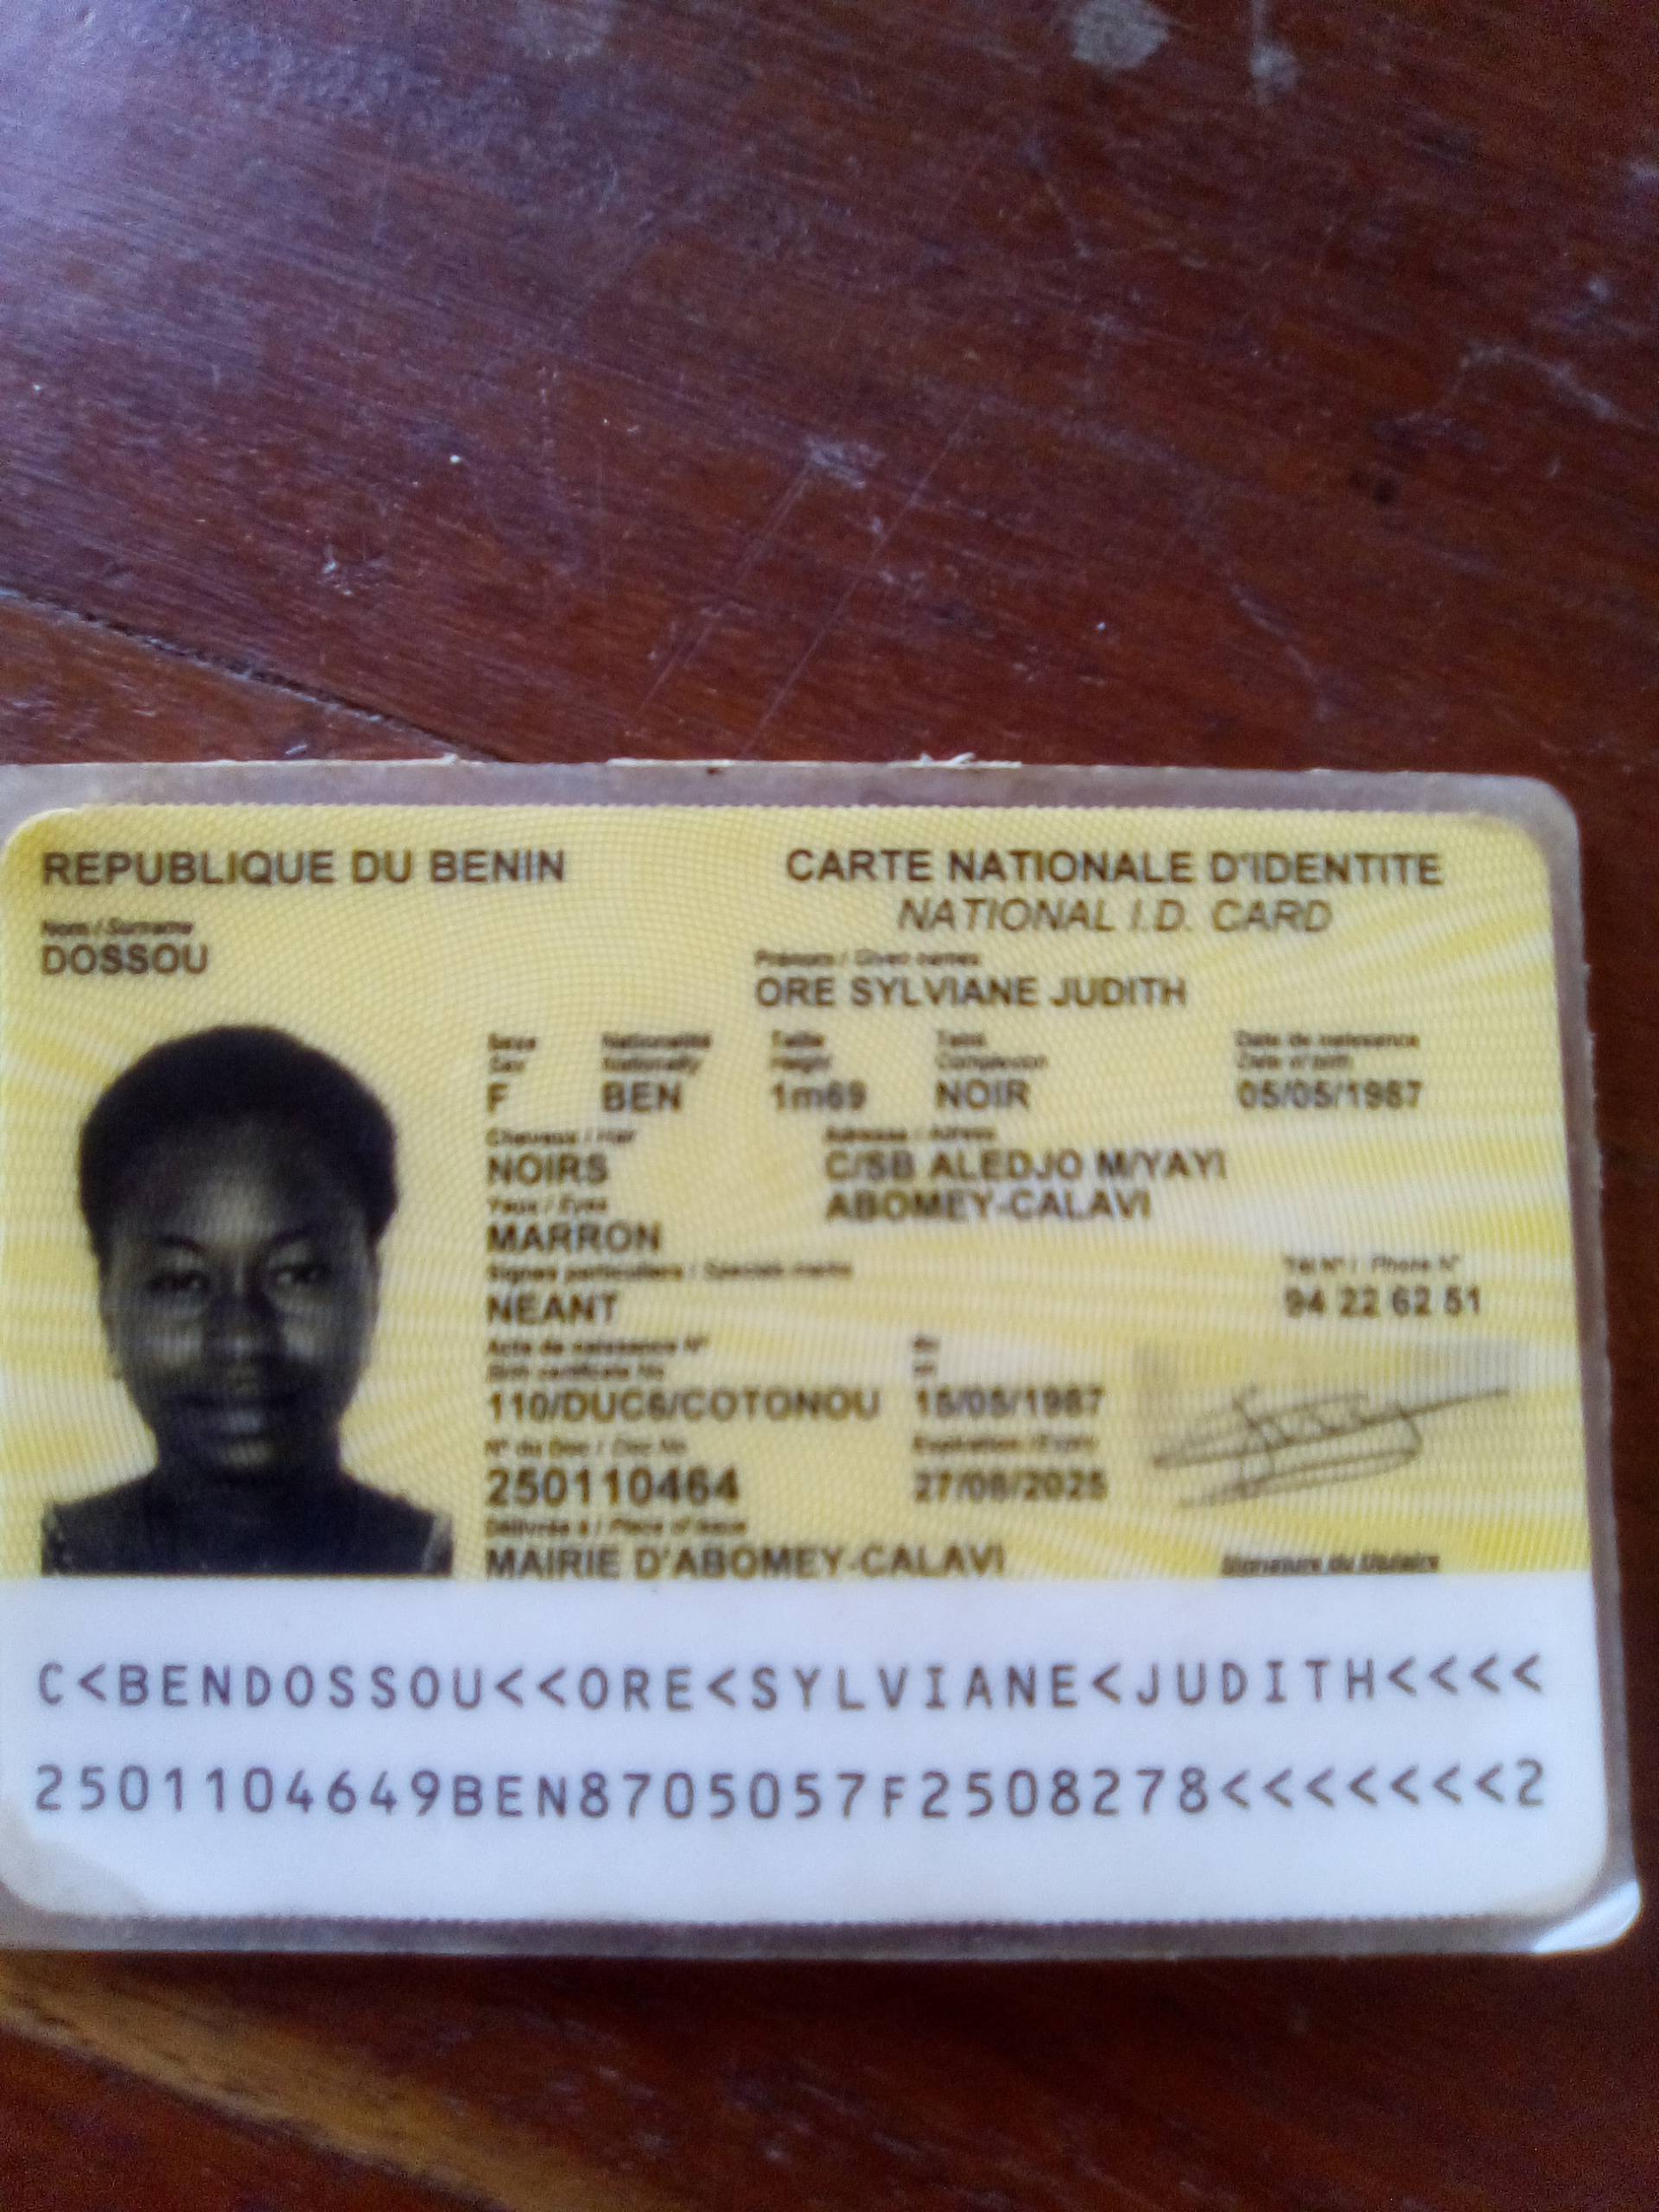 REPUBLIQUE DU BENIN
CARTE NATIONALE D'IDENTITE
NATIONAL I.D. CARD
Nom / Surname
DOSSOU
Prénom / Given names
ORE SYLVIANE JUDITH
Sexe Nationalité Taille Teint Date de naissance
Sex Nationality Height Complexion Date of birth
F BEN 1m69 NOIR 05/05/1987
Cheveux / Hair Adresse / Adress
NOIRS C/SB ALEDJO M/YAYI
Yeux / Eyes ABOMEY-CALAVI
MARRON
Signes particuliers / Specials marks Tél N° / Phone N°
NEANT 94 22 62 51
Acte de naissance N° du
Birth certificate No of
110/DUC6/COTONOU 15/05/1987
N° du Doc / Doc No Expiration / Expiry
250110464 27/08/2025
Délivrée à / Place of issue
MAIRIE D'ABOMEY-CALAVI Signature du titulaire
C<BENDOSSOU<<ORE<SYLVIANE<JUDITH<<<<
2501104649BEN8705057F2508278<<<<<<<2